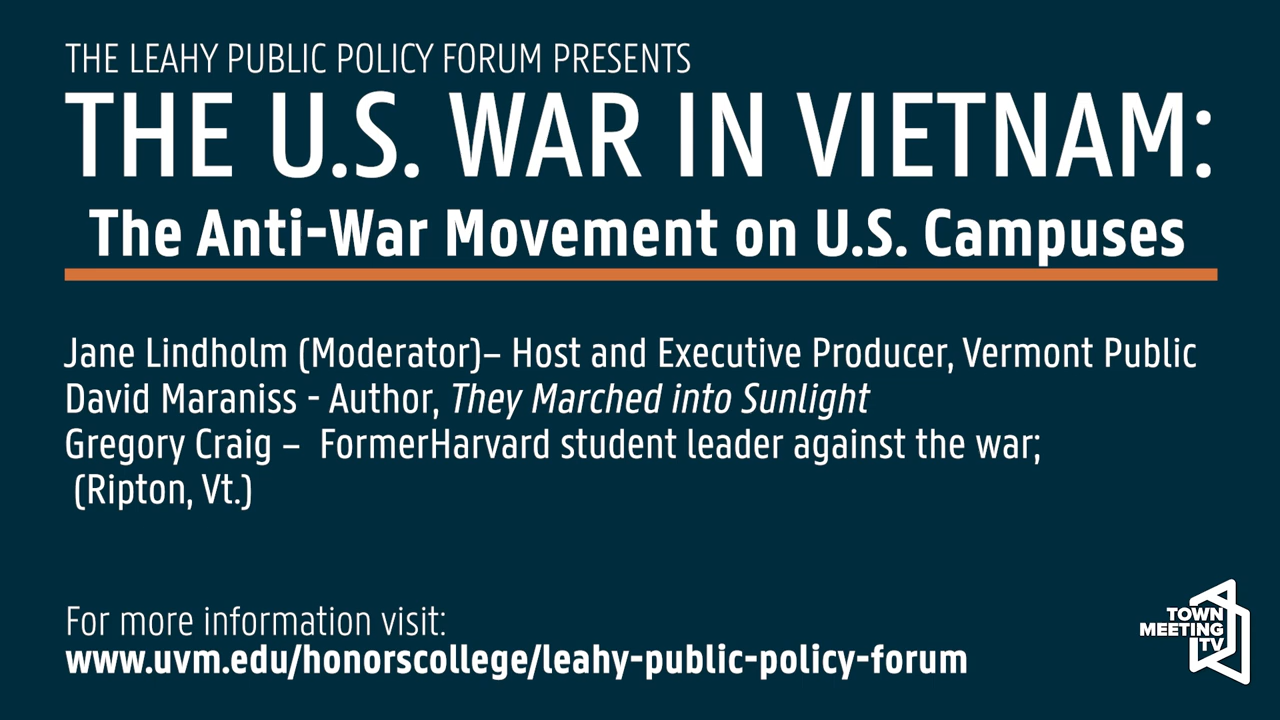 THE LEAHY PUBLIC POLICY FORUM PRESENTS
THE U.S. WAR IN VIETNAM:
The Anti-War Movement on U.S. Campuses
Jane Lindholm (Moderator)– Host and Executive Producer, Vermont Public
David Maraniss - Author, They Marched into Sunlight
Gregory Craig –  FormerHarvard student leader against the war;
(Ripton, Vt.)
For more information visit:
www.uvm.edu/honorscollege/leahy-public-policy-forum
TOWN
MEETING
TV